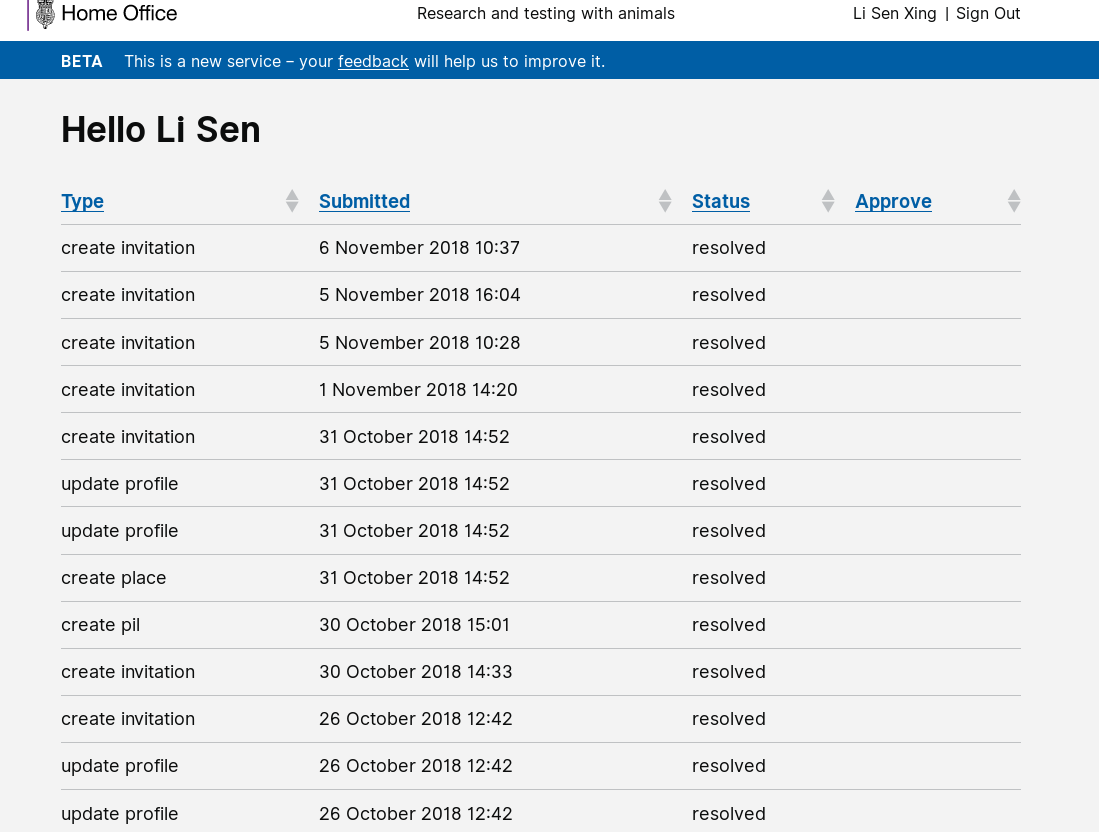 Home Office Research and testing with animals Li Sen Xing | Sign Out
BETA This is a new service – your feedback will help us to improve it.
Hello Li Sen
Type Submitted Status Approve
create invitation 6 November 2018 10:37 resolved
create invitation 5 November 2018 16:04 resolved
create invitation 5 November 2018 10:28 resolved
create invitation 1 November 2018 14:20 resolved
create invitation 31 October 2018 14:52 resolved
update profile 31 October 2018 14:52 resolved
update profile 31 October 2018 14:52 resolved
create place 31 October 2018 14:52 resolved
create pil 30 October 2018 15:01 resolved
create invitation 30 October 2018 14:33 resolved
create invitation 26 October 2018 12:42 resolved
update profile 26 October 2018 12:42 resolved
update profile 26 October 2018 12:42 resolved